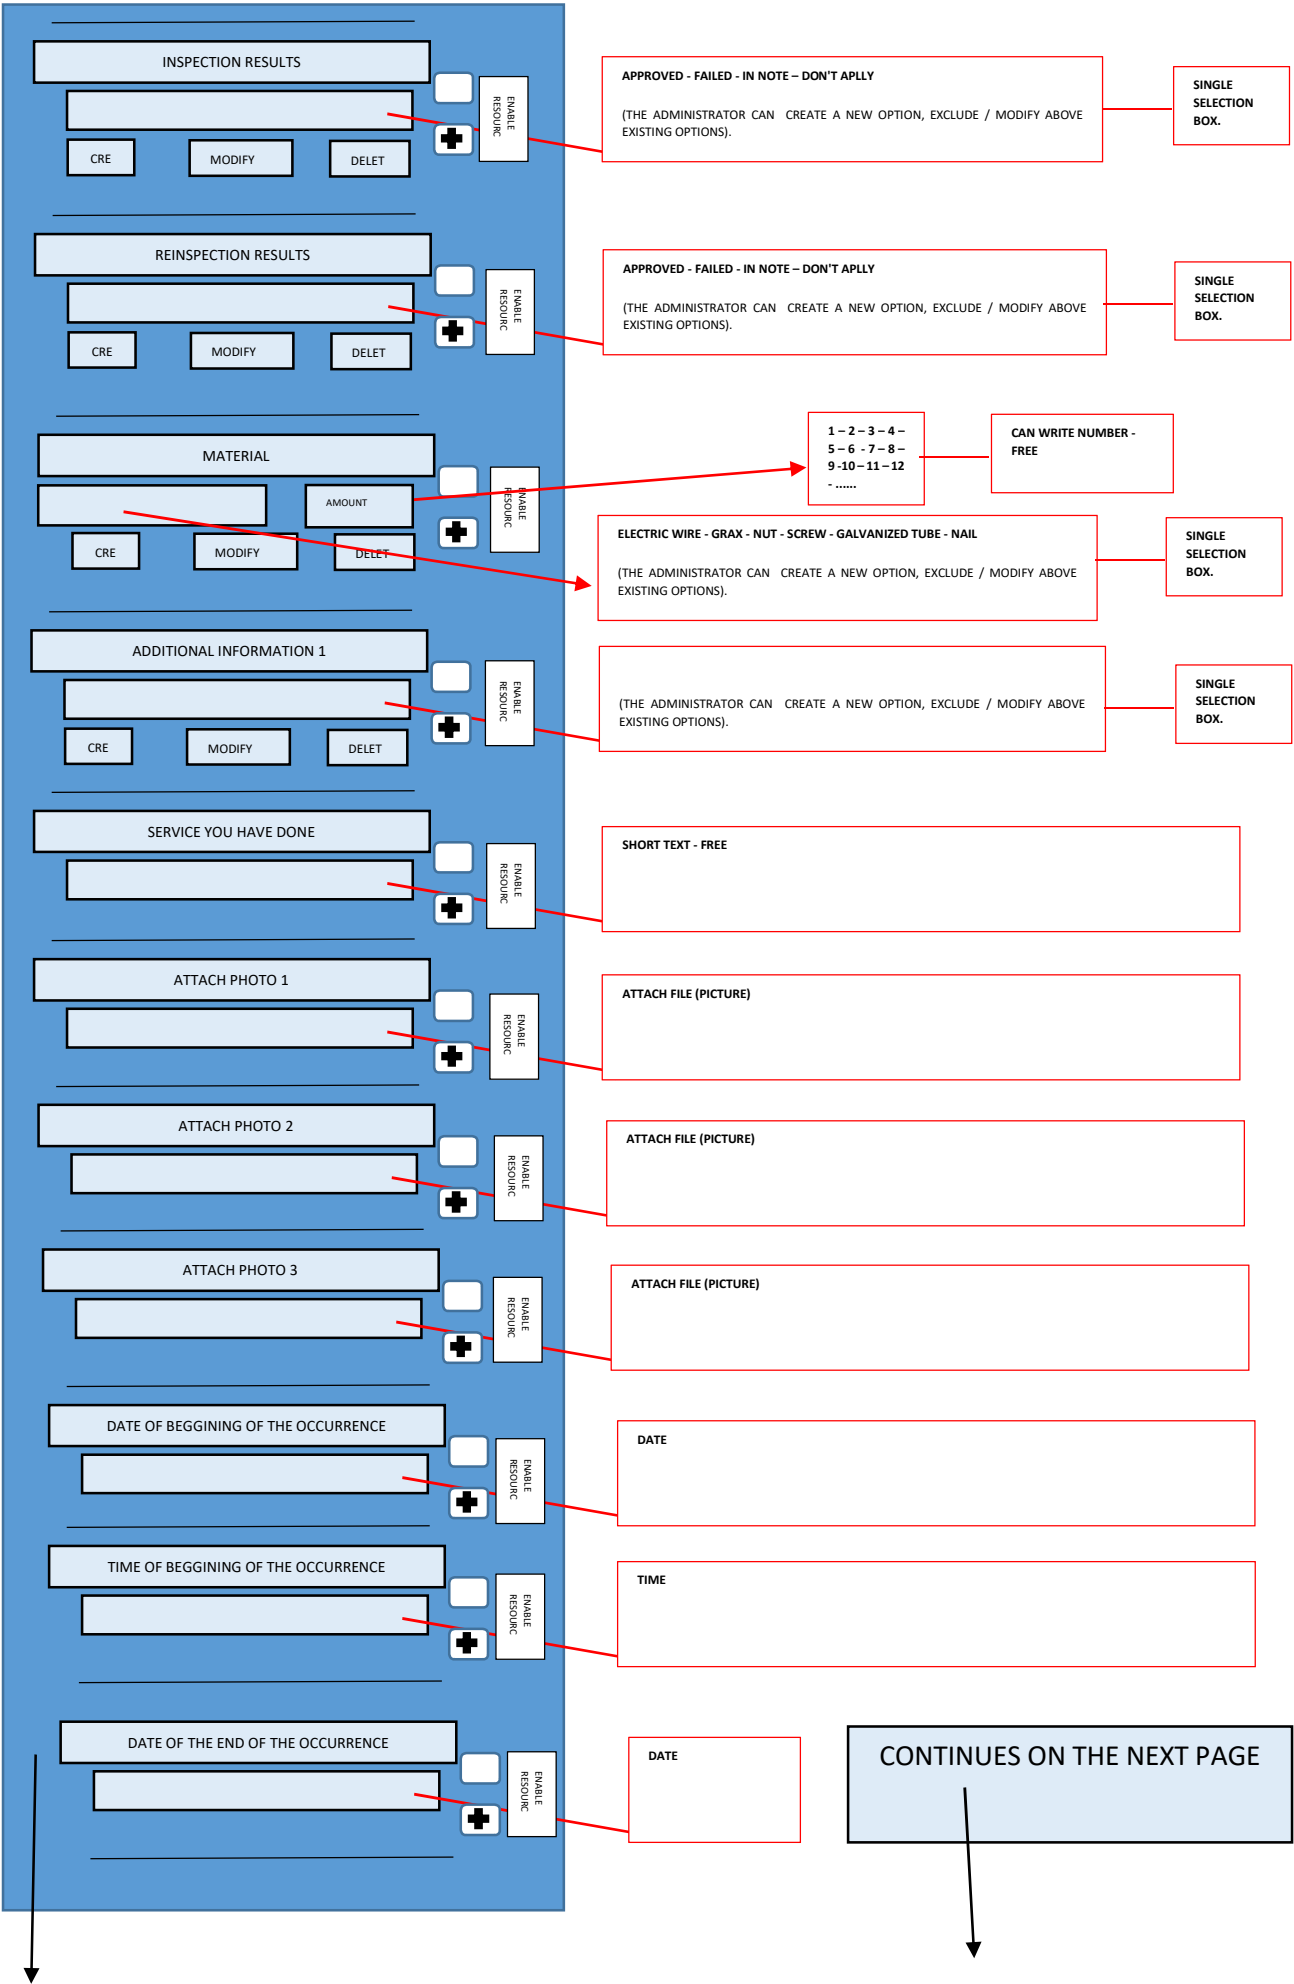 INSPECTION RESULTS
ENABLE
RESOURC
CRE
MODIFY
DELET
APPROVED - FAILED - IN NOTE – DON'T APLLY
(THE ADMINISTRATOR CAN CREATE A NEW OPTION, EXCLUDE / MODIFY ABOVE
EXISTING OPTIONS).
SINGLE
SELECTION
BOX.
REINSPECTION RESULTS
ENABLE
RESOURC
CRE
MODIFY
DELET
APPROVED - FAILED - IN NOTE – DON'T APLLY
(THE ADMINISTRATOR CAN CREATE A NEW OPTION, EXCLUDE / MODIFY ABOVE
EXISTING OPTIONS).
SINGLE
SELECTION
BOX.
MATERIAL
AMOUNT
ENABLE
RESOURC
CRE
MODIFY
DELET
1 – 2 – 3 – 4 –
5 – 6 - 7 – 8 –
9 -10 – 11 – 12
- ......
CAN WRITE NUMBER -
FREE
ELECTRIC WIRE - GRAX - NUT - SCREW - GALVANIZED TUBE - NAIL
(THE ADMINISTRATOR CAN CREATE A NEW OPTION, EXCLUDE / MODIFY ABOVE
EXISTING OPTIONS).
SINGLE
SELECTION
BOX.
ADDITIONAL INFORMATION 1
ENABLE
RESOURC
CRE
MODIFY
DELET
(THE ADMINISTRATOR CAN CREATE A NEW OPTION, EXCLUDE / MODIFY ABOVE
EXISTING OPTIONS).
SINGLE
SELECTION
BOX.
SERVICE YOU HAVE DONE
ENABLE
RESOURC
SHORT TEXT - FREE
ATTACH PHOTO 1
ENABLE
RESOURC
ATTACH FILE (PICTURE)
ATTACH PHOTO 2
ENABLE
RESOURC
ATTACH FILE (PICTURE)
ATTACH PHOTO 3
ENABLE
RESOURC
ATTACH FILE (PICTURE)
DATE OF BEGGINING OF THE OCCURRENCE
ENABLE
RESOURC
DATE
TIME OF BEGGINING OF THE OCCURRENCE
ENABLE
RESOURC
TIME
DATE OF THE END OF THE OCCURRENCE
ENABLE
RESOURC
DATE
CONTINUES ON THE NEXT PAGE